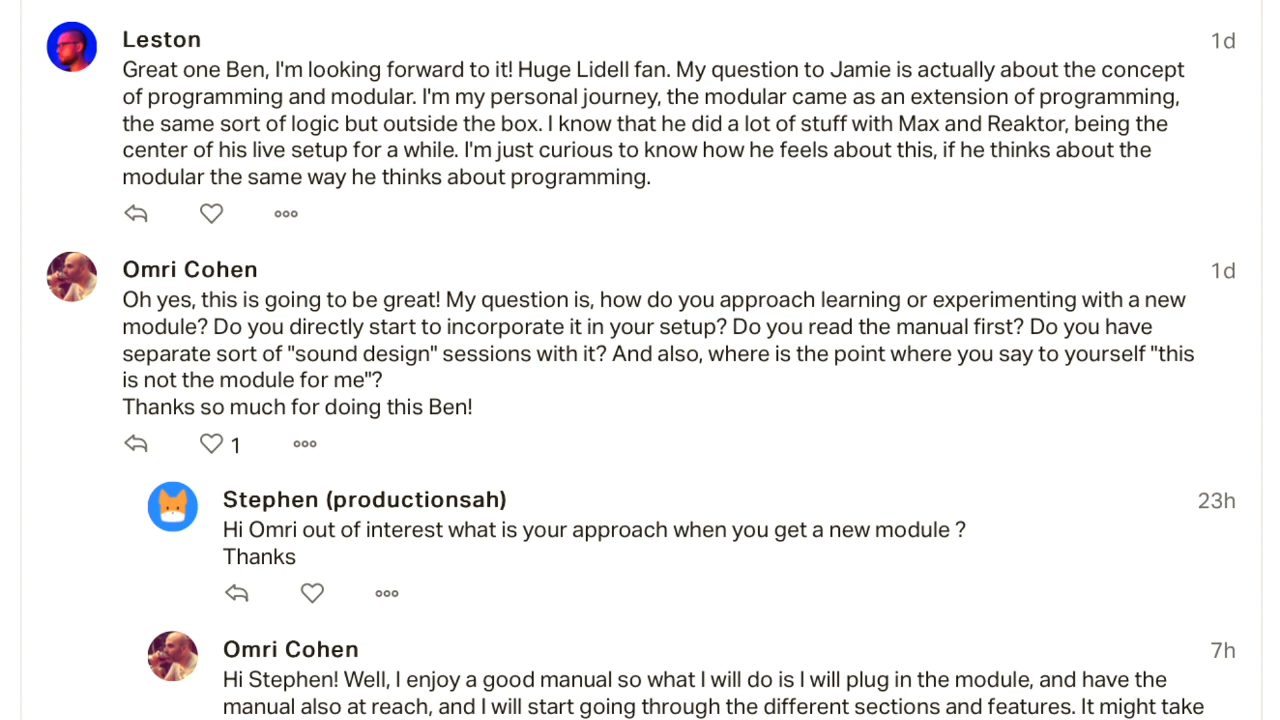 Leston
1d
Great one Ben, I'm looking forward to it! Huge Lidell fan. My question to Jamie is actually about the concept
of programming and modular. I'm my personal journey, the modular came as an extension of programming,
the same sort of logic but outside the box. I know that he did a lot of stuff with Max and Reaktor, being the
center of his live setup for a while. I'm just curious to know how he feels about this, if he thinks about the
modular the same way he thinks about programming.
Omri Cohen
1d
Oh yes, this is going to be great! My question is, how do you approach learning or experimenting with a new
module? Do you directly start to incorporate it in your setup? Do you read the manual first? Do you have
separate sort of "sound design" sessions with it? And also, where is the point where you say to yourself "this
is not the module for me"?
Thanks so much for doing this Ben!
1
Stephen (productionsah)
23h
Hi Omri out of interest what is your approach when you get a new module ?
Thanks
Omri Cohen
7h
Hi Stephen! Well, I enjoy a good manual so what I will do is I will plug in the module, and have the
manual also at reach, and I will start going through the different sections and features. It might take